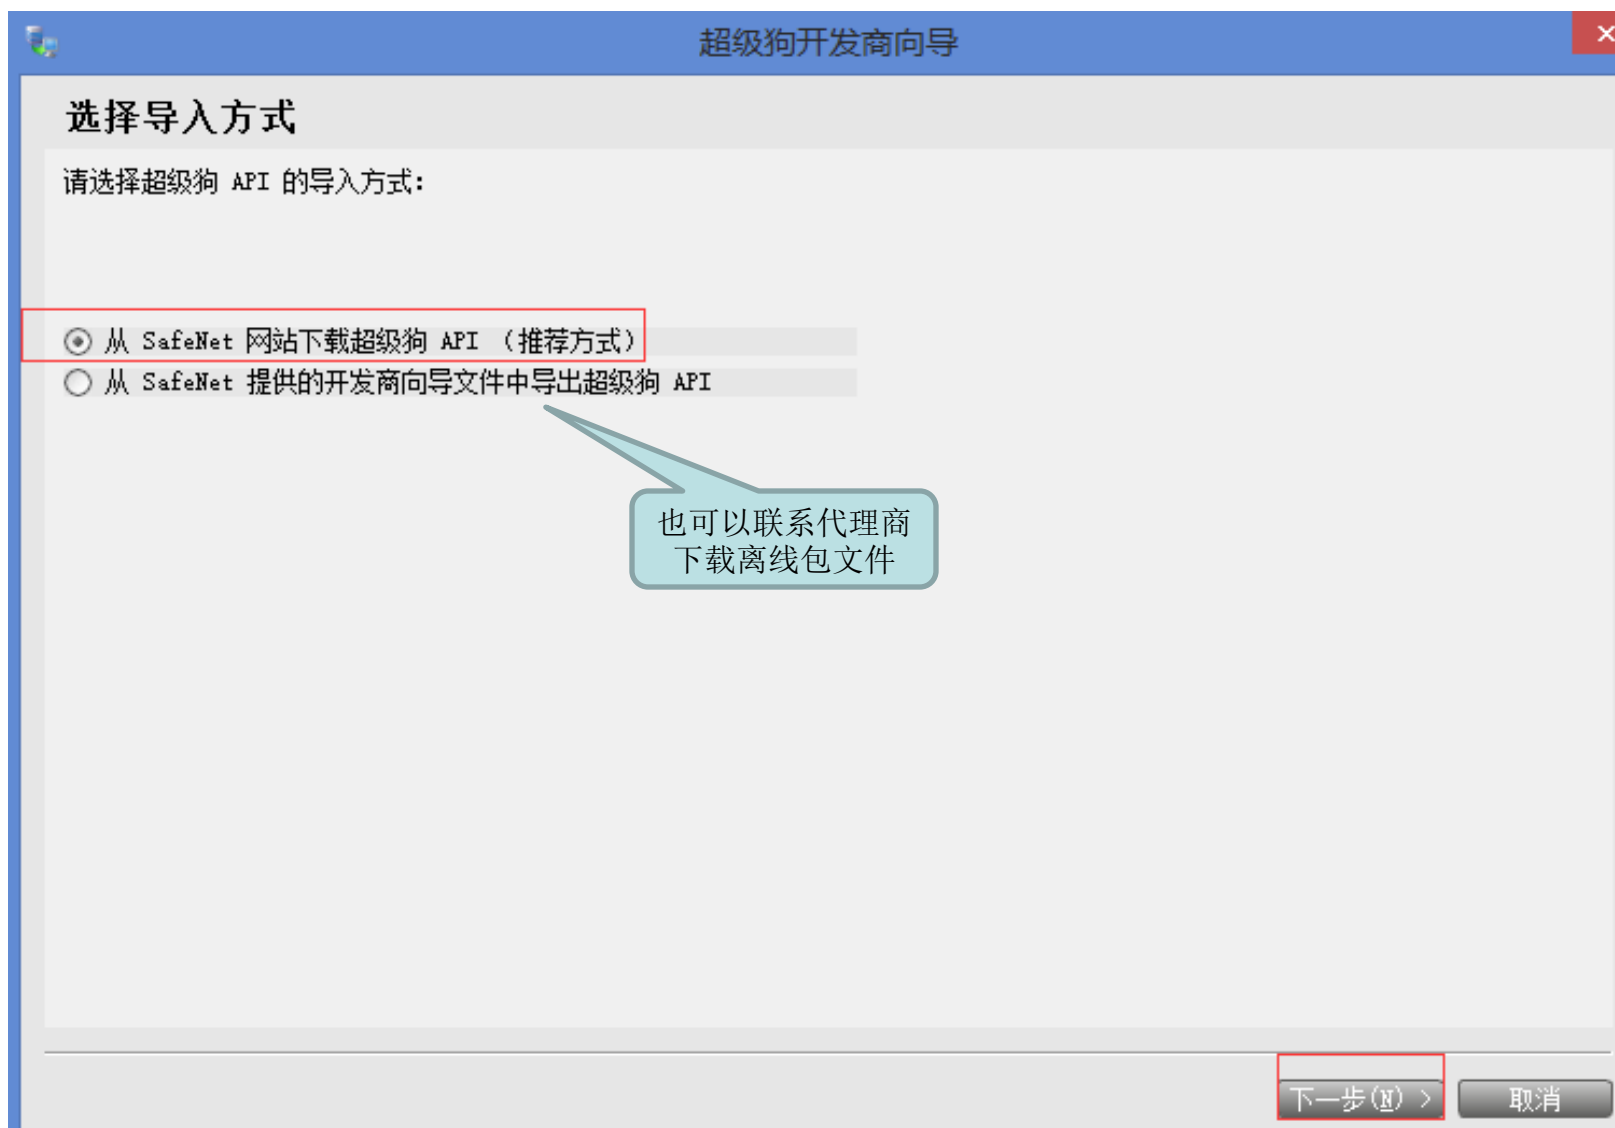 超级狗开发商向导
选择导入方式
请选择超级狗 API 的导入方式:
从 SafeNet 网站下载超级狗 API （推荐方式）
从 SafeNet 提供的开发商向导文件中导出超级狗 API
也可以联系代理商
下载离线包文件
下一步(N) >
取消